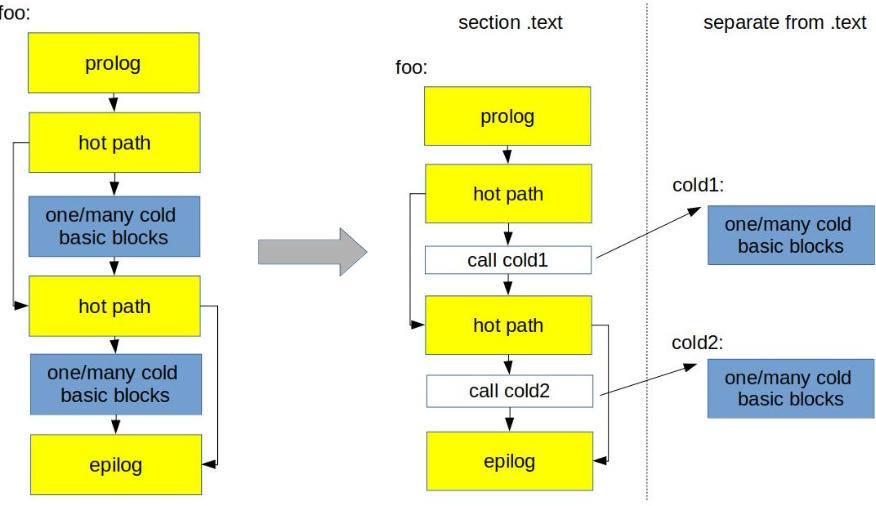 foo:
prolog
hot path
one/many cold
basic blocks
hot path
one/many cold
basic blocks
epilog
section .text
foo:
prolog
hot path
call cold1
hot path
call cold2
epilog
separate from .text
cold1:
one/many cold
basic blocks
cold2:
one/many cold
basic blocks